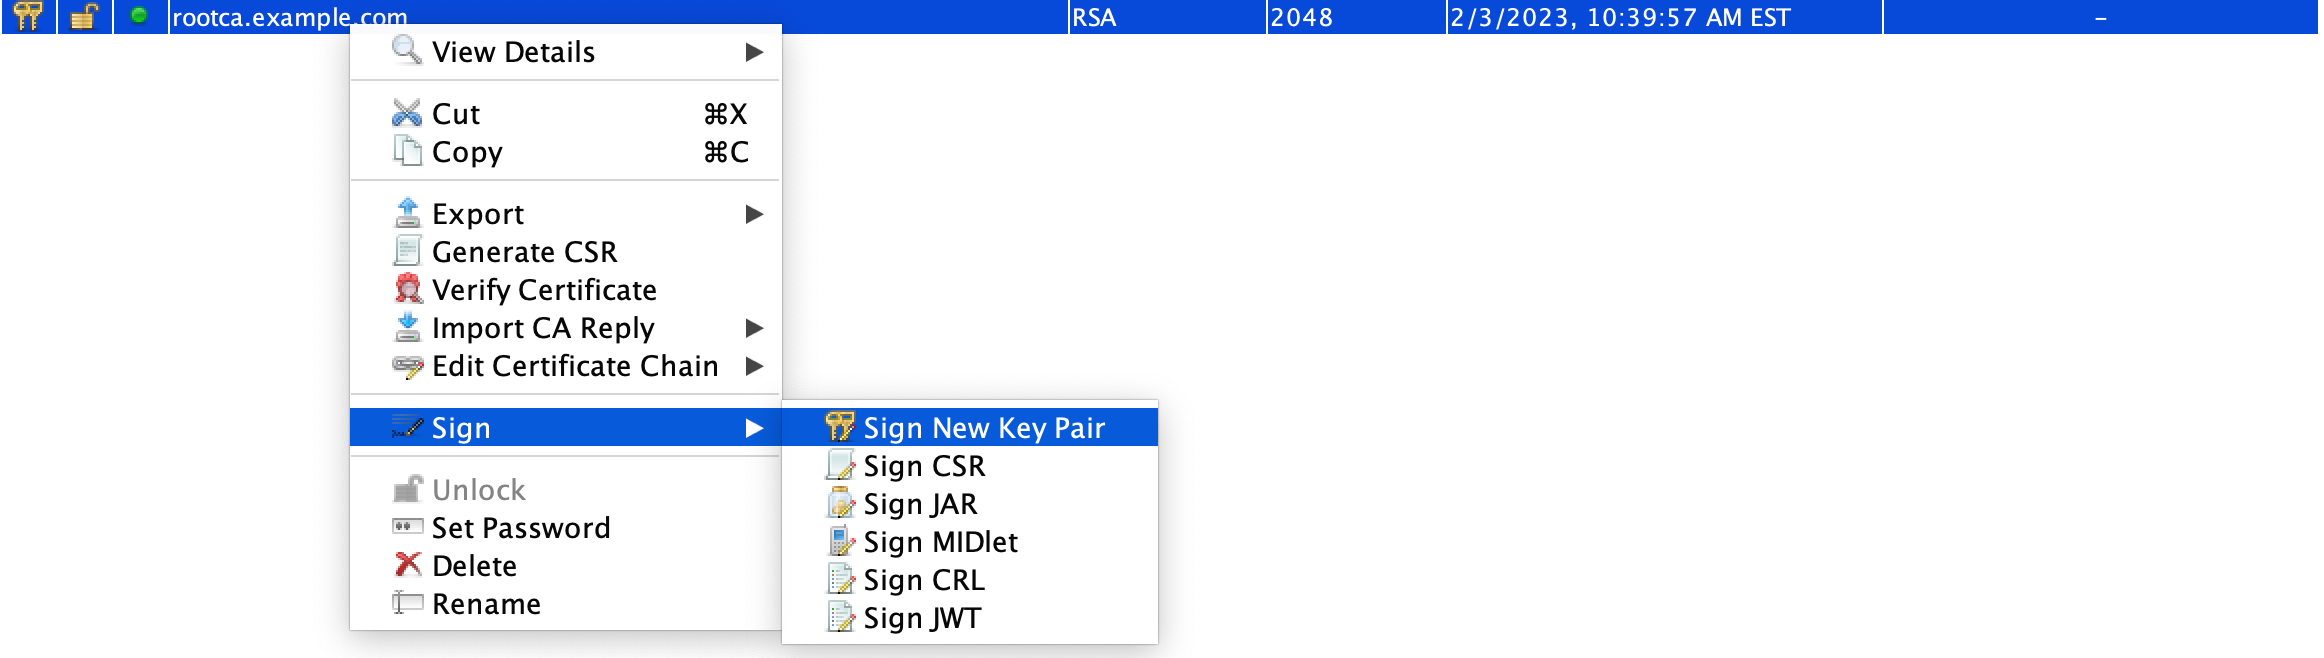 rootca.example.com RSA 2048 2/3/2023, 10:39:57 AM EST –
View Details
Cut ⌘X
Copy ⌘C
Export
Generate CSR
Verify Certificate
Import CA Reply
Edit Certificate Chain
Sign
Unlock
Set Password
Delete
Rename
Sign New Key Pair
Sign CSR
Sign JAR
Sign MIDlet
Sign CRL
Sign JWT